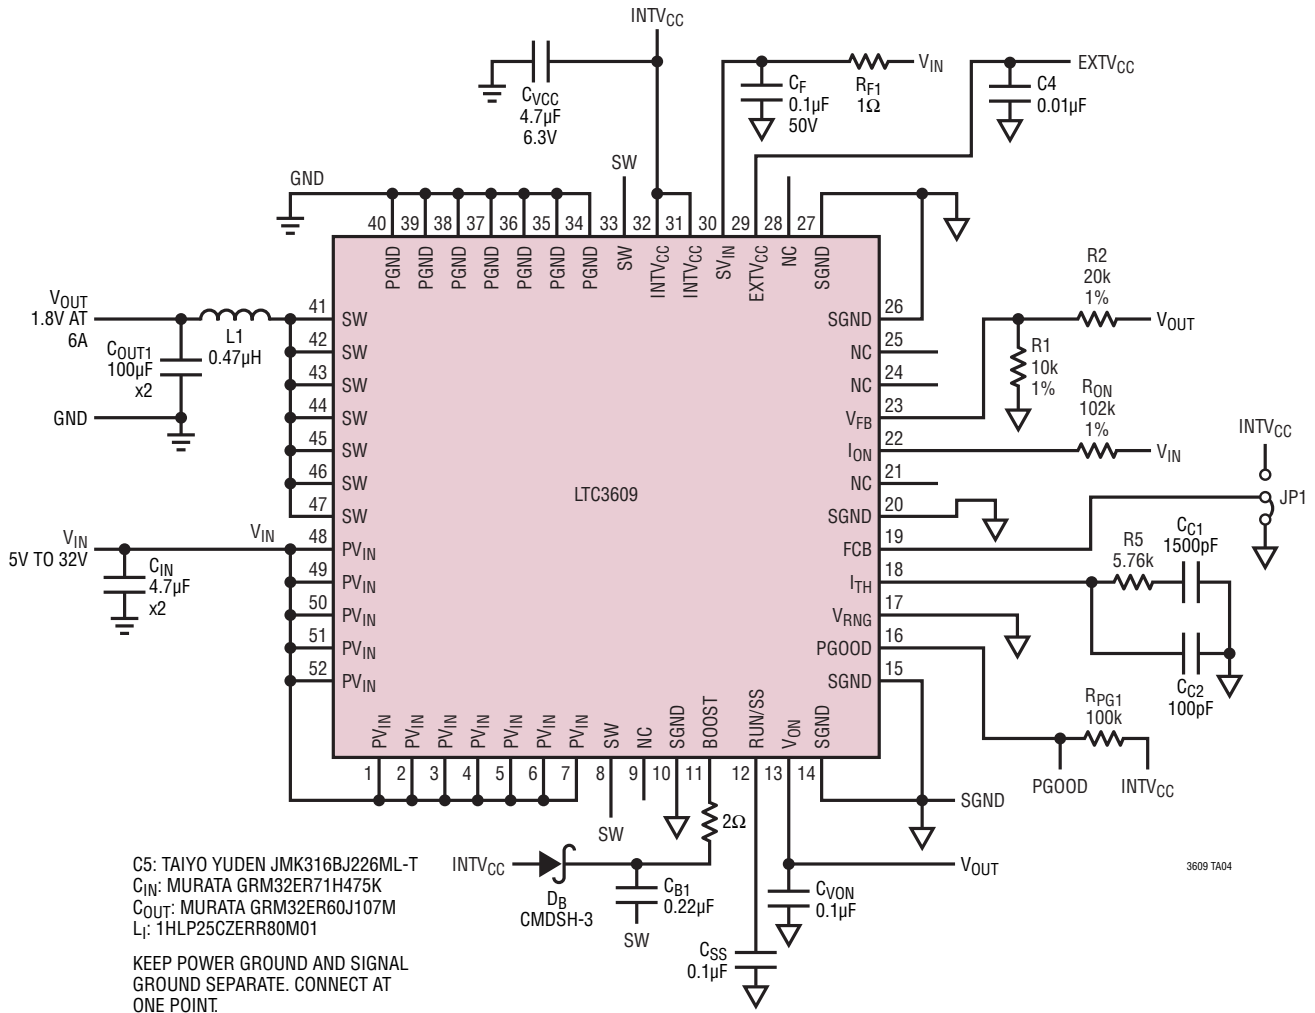 INTVCC
CVCC
4.7µF
6.3V
CF
0.1µF
50V
RF1
1Ω
VIN
EXTVCC
C4
0.01µF
SW
GND
40
39
38
37
36
35
34
33
32
31
30
29
28
27
PGND
PGND
PGND
PGND
PGND
PGND
PGND
SW
INTVCC
INTVCC
SVIN
EXTVCC
NC
SGND
VOUT
1.8V AT
6A
L1
0.47µH
COUT1
100µF
x2
GND
VIN
5V TO 32V
VIN
CIN
4.7µF
x2
41
SW
42
SW
43
SW
44
SW
45
SW
46
SW
47
SW
48
PVIN
49
PVIN
50
PVIN
51
PVIN
52
PVIN
LTC3609
SGND
26
NC
25
NC
24
VFB
23
ION
22
NC
21
SGND
20
FCB
19
ITH
18
VRNG
17
PGOOD
16
SGND
15
R2
20k
1%
VOUT
R1
10k
1%
RON
102k
1%
VIN
INTVCC
JP1
R5
5.76k
CC1
1500pF
CC2
100pF
RPG1
100k
PGOOD
INTVCC
PVIN
PVIN
PVIN
PVIN
PVIN
PVIN
PVIN
SW
NC
SGND
BOOST
RUN/SS
VON
SGND
1
2
3
4
5
6
7
8
9
10
11
12
13
14
SGND
SW
2Ω
INTVCC
DB
CMDSH-3
CB1
0.22µF
SW
VOUT
CVON
0.1µF
CSS
0.1µF
3609 TA04
C5: TAIYO YUDEN JMK316BJ226ML-T
CIN: MURATA GRM32ER71H475K
COUT: MURATA GRM32ER60J107M
LI: 1HLP25CZERR80M01
KEEP POWER GROUND AND SIGNAL
GROUND SEPARATE. CONNECT AT
ONE POINT.